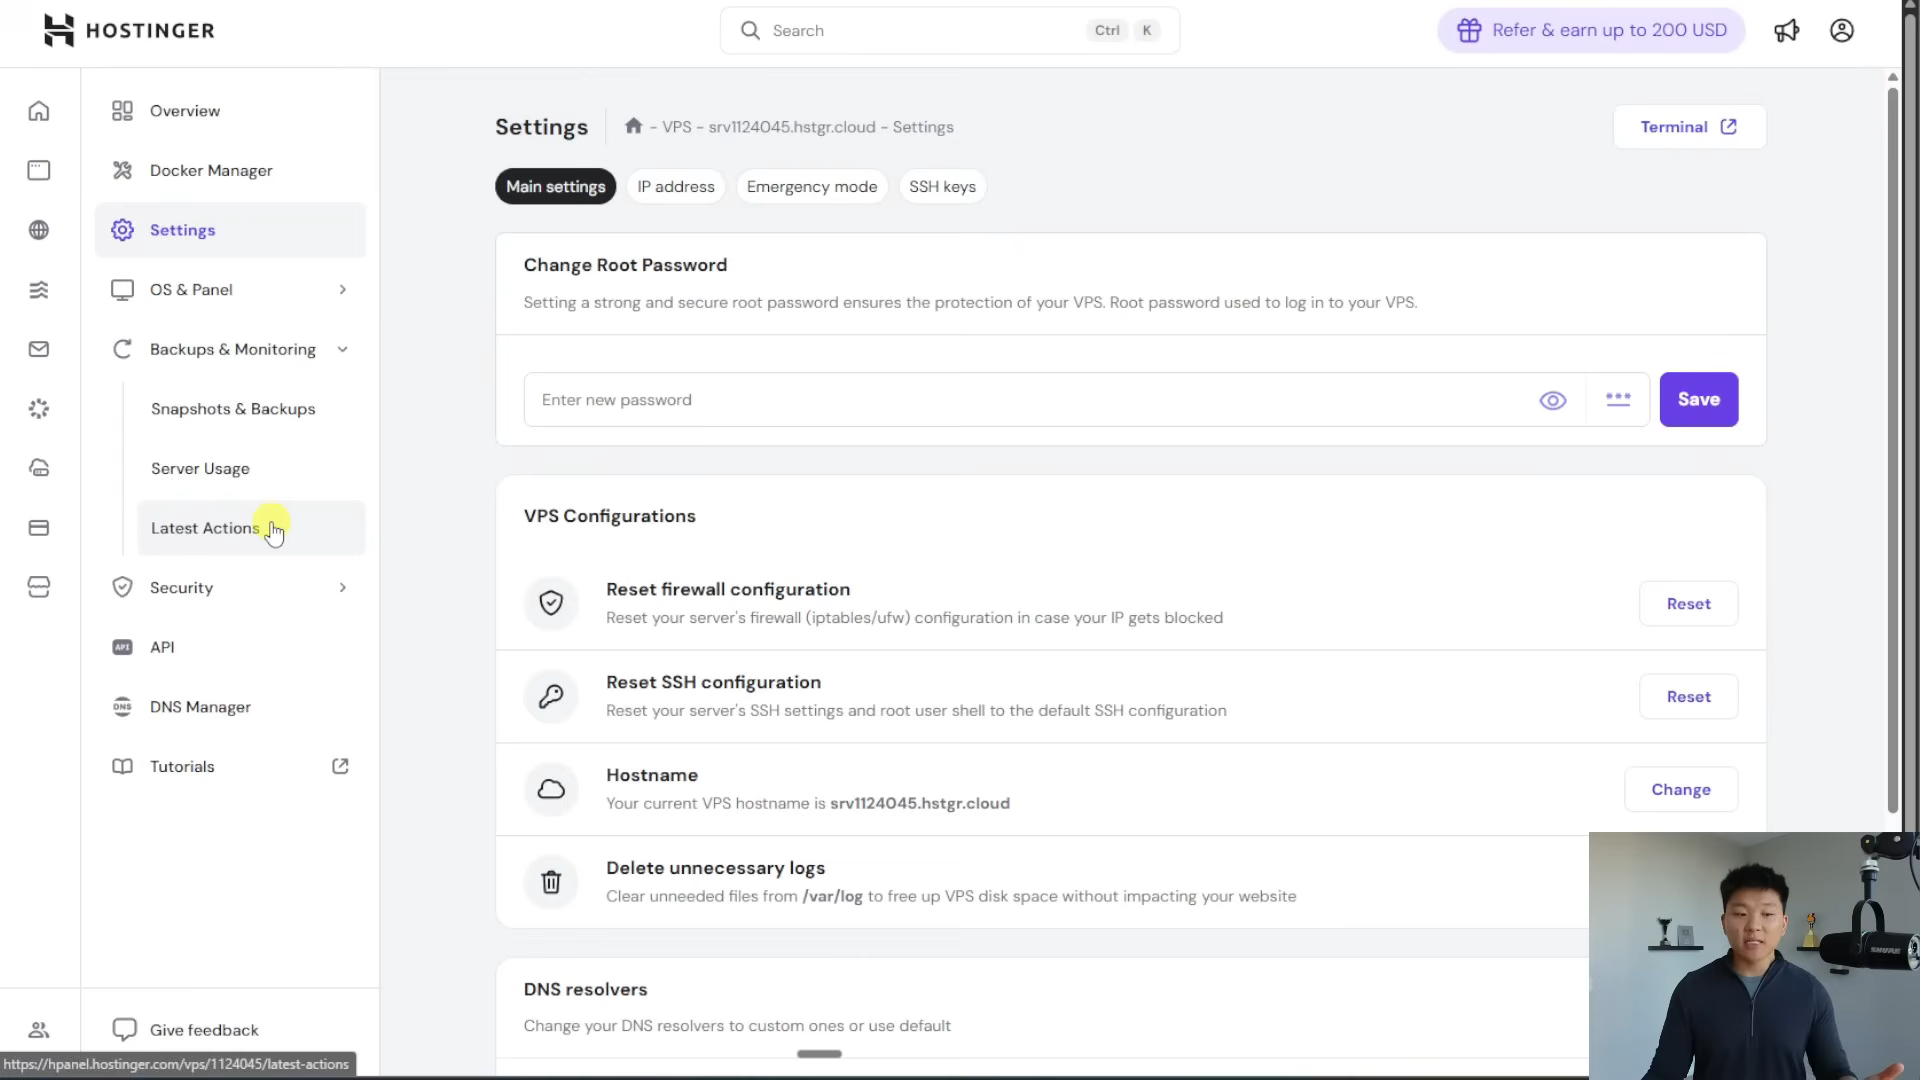 HOSTINGER
Search
Ctrl
K
Refer & earn up to 200 USD
Overview
Docker Manager
Settings
OS & Panel
Backups & Monitoring
Snapshots & Backups
Server Usage
Latest Actions
Security
API
API
DNS
DNS Manager
Tutorials
Give feedback
https://hpanel.hostinger.com/vps/1124045/latest-actions
Settings
- VPS - srv1124045.hstgr.cloud - Settings
Terminal
Main settings
IP address
Emergency mode
SSH keys
Change Root Password
Setting a strong and secure root password ensures the protection of your VPS. Root password used to log in to your VPS.
Enter new password
Save
VPS Configurations
Reset firewall configuration
Reset your server's firewall (iptables/ufw) configuration in case your IP gets blocked
Reset
Reset SSH configuration
Reset your server's SSH settings and root user shell to the default SSH configuration
Reset
Hostname
Your current VPS hostname is srv1124045.hstgr.cloud
Change
Delete unnecessary logs
Clear unneeded files from /var/log to free up VPS disk space without impacting your website
DNS resolvers
Change your DNS resolvers to custom ones or use default
SHURE